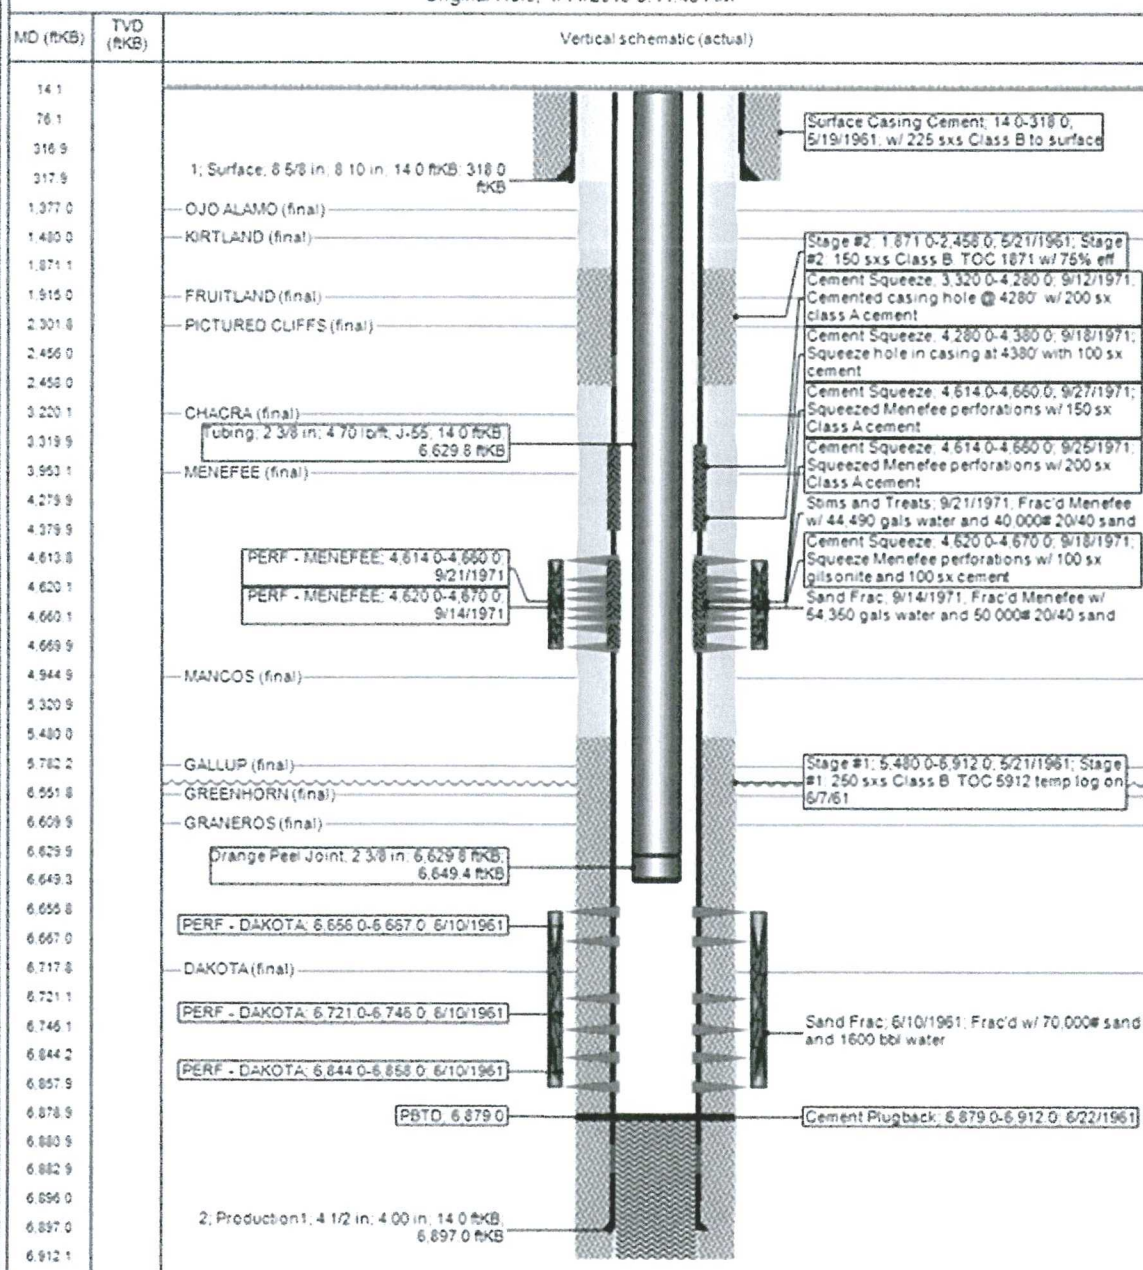 MD (ftKB)
TVD
(ftKB)
Vertical schematic (actual)
14.1
76.1
316.9
317.9
1,377.0
1,480.0
1,871.1
1,915.0
2,301.8
2,456.0
2,458.0
3,220.1
3,319.9
3,953.1
4,279.9
4,379.9
4,613.8
4,620.1
4,660.1
4,669.9
4,944.9
5,320.9
5,480.0
5,782.2
6,551.8
6,609.9
6,629.9
6,649.3
6,655.8
6,667.0
6,717.8
6,721.1
6,746.1
6,844.2
6,857.9
6,878.9
6,880.9
6,882.9
6,896.0
6,897.0
6,912.1
1; Surface; 8 5/8 in; 8.10 in; 14.0 ftKB; 318.0
ftKB
OJO ALAMO (final)
KIRTLAND (final)
FRUITLAND (final)
PICTURED CLIFFS (final)
CHACRA (final)
Tubing; 2 3/8 in; 4.70 lb/ft; J-55; 14.0 ftKB;
6,629.8 ftKB
MENEFEE (final)
PERF - MENEFEE; 4,614.0-4,660.0;
9/21/1971
PERF - MENEFEE; 4,620.0-4,670.0;
9/14/1971
MANCOS (final)
GALLUP (final)
GREENHORN (final)
GRANEROS (final)
Orange Peel Joint; 2 3/8 in; 6,629.8 ftKB;
6,649.4 ftKB
PERF - DAKOTA; 6,656.0-6,667.0; 6/10/1961
DAKOTA (final)
PERF - DAKOTA; 6,721.0-6,746.0; 6/10/1961
PERF - DAKOTA; 6,844.0-6,858.0; 6/10/1961
PBTD; 6,879.0
2; Production1; 4 1/2 in; 4.00 in; 14.0 ftKB;
6,897.0 ftKB
Surface Casing Cement; 14.0-318.0;
5/19/1961; w/ 225 sxs Class B to surface
Stage #2; 1,871.0-2,458.0; 5/21/1961; Stage
#2: 150 sxs Class B. TOC 1871 w/ 75% eff
Cement Squeeze; 3,320.0-4,280.0; 9/12/1971;
Cemented casing hole @ 4280' w/ 200 sx
class A cement
Cement Squeeze; 4,280.0-4,380.0; 9/18/1971;
Squeeze hole in casing at 4380' with 100 sx
cement
Cement Squeeze; 4,614.0-4,660.0; 9/27/1971;
Squeezed Menefee perforations w/ 150 sx
Class A cement
Cement Squeeze; 4,614.0-4,660.0; 9/25/1971;
Squeezed Menefee perforations w/ 200 sx
Class A cement
Stims and Treats; 9/21/1971; Frac'd Menefee
w/ 44,490 gals water and 40,000# 20/40 sand
Cement Squeeze; 4,620.0-4,670.0; 9/18/1971;
Squeeze Menefee perforations w/ 100 sx
gilsonite and 100 sx cement
Sand Frac; 9/14/1971; Frac'd Menefee w/
54,350 gals water and 50,000# 20/40 sand
Stage #1; 5,480.0-6,912.0; 5/21/1961; Stage
#1: 250 sxs Class B. TOC 5912 temp log on
6/7/61
Sand Frac; 6/10/1961; Frac'd w/ 70,000# sand
and 1600 bbl water
Cement Plugback; 6,879.0-6,912.0; 6/22/1961